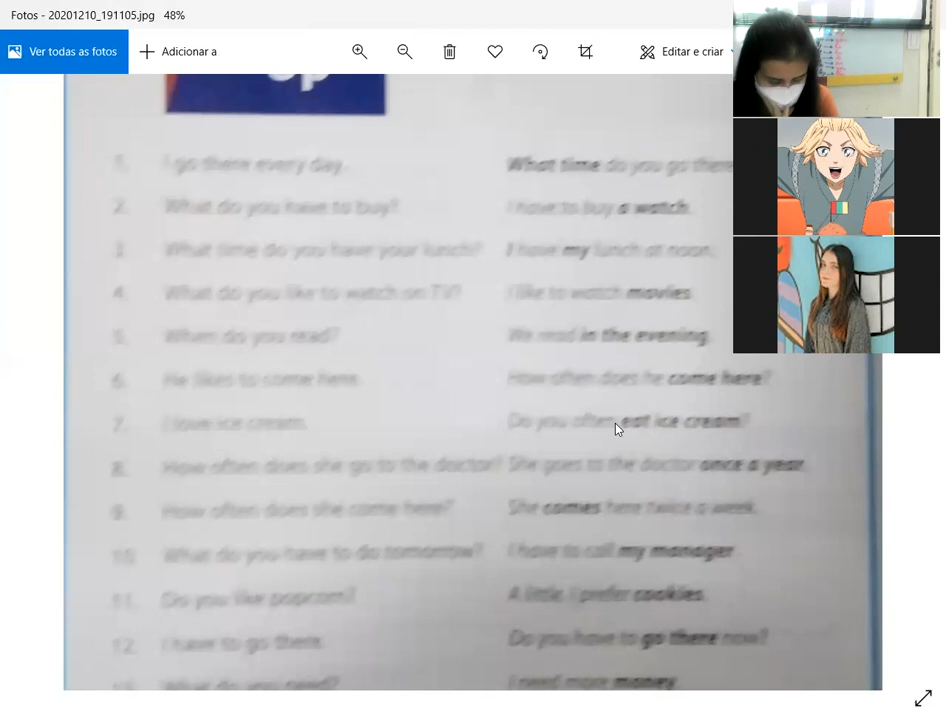 Fotos - 20201210_191105.jpg 48%
Ver todas as fotos Adicionar a Editar e criar
Up
1. I go there every day. What time do you go there
2. What do you have to buy? I have to buy a watch.
3. What time do you have your lunch? I have my lunch at noon.
4. What do you like to watch on TV? I like to watch movies.
5. When do you read? We read in the evening.
6. He likes to come here. How often does he come here?
7. I love ice cream. Do you often eat ice cream?
8. How often does she go to the doctor? She goes to the doctor once a year.
9. How often does she come here? She comes here twice a week.
10. What do you have to do tomorrow? I have to call my manager.
11. Do you like popcorn? A little. I prefer cookies.
12. I have to go there. Do you have to go there now?
13. What do you need? I need more money.